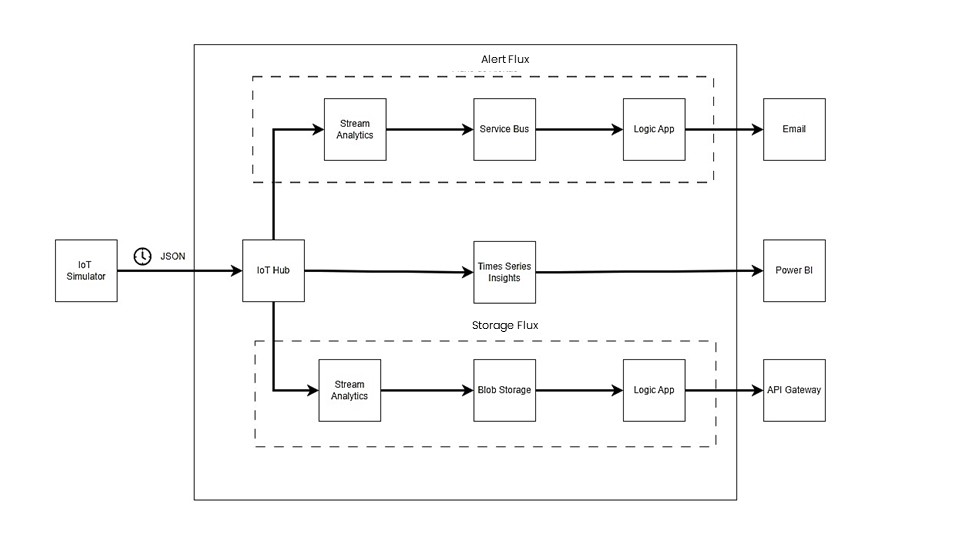 Alert Flux
Stream
Analytics
Service Bus
Logic App
Email
JSON
IoT
Simulator
IoT Hub
Times Series
Insights
Power BI
Storage Flux
Stream
Analytics
Blob Storage
Logic App
API Gateway